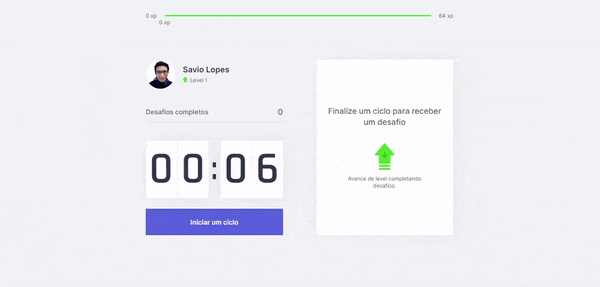 0 xp
64 xp
0 xp
Savio Lopes
Level 1
Desafios completos
0
00:06
Iniciar um ciclo
Finalize um ciclo para receber
um desafio
Avance de level completando
desafios.